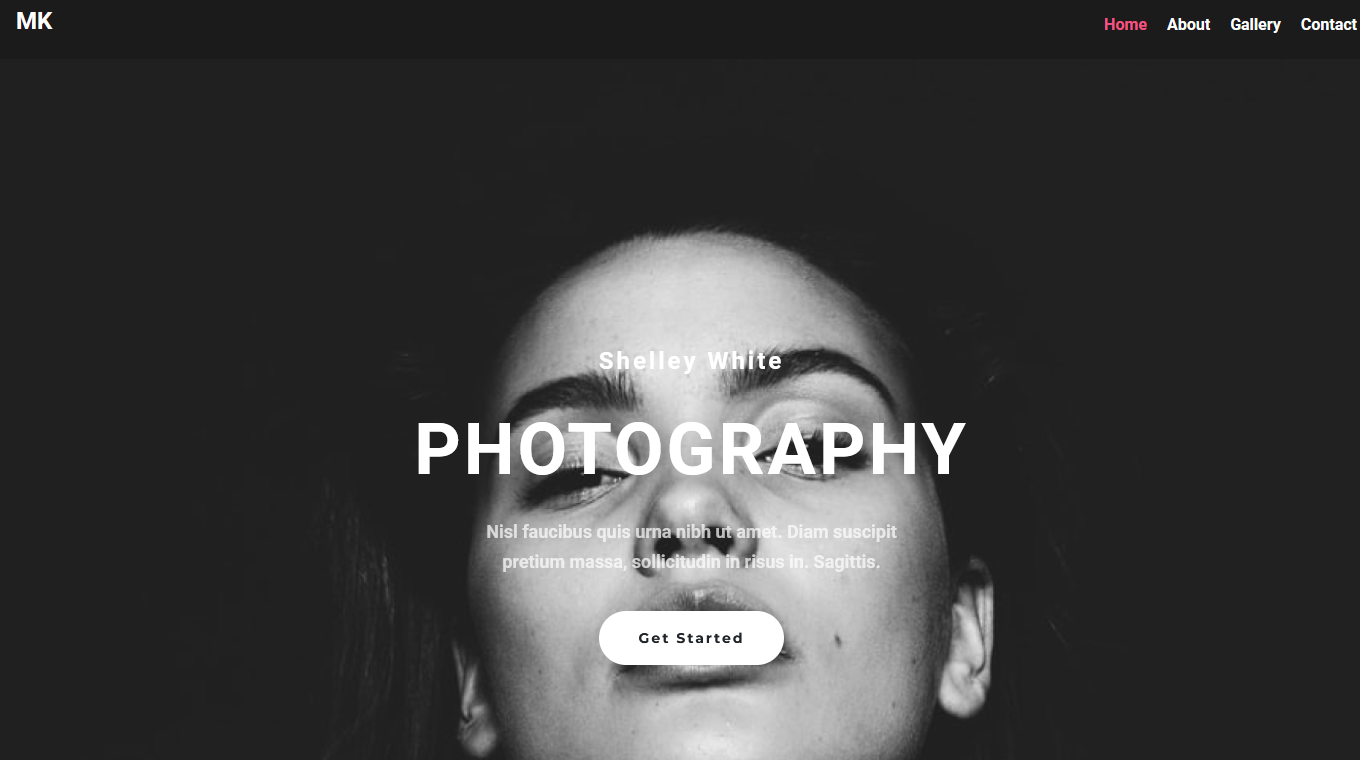 MK
Home About Gallery Contact
Shelley White
PHOTOGRAPHY
Nisl faucibus quis urna nibh ut amet. Diam suscipit
pretium massa, sollicitudin in risus in. Sagittis.
Get Started